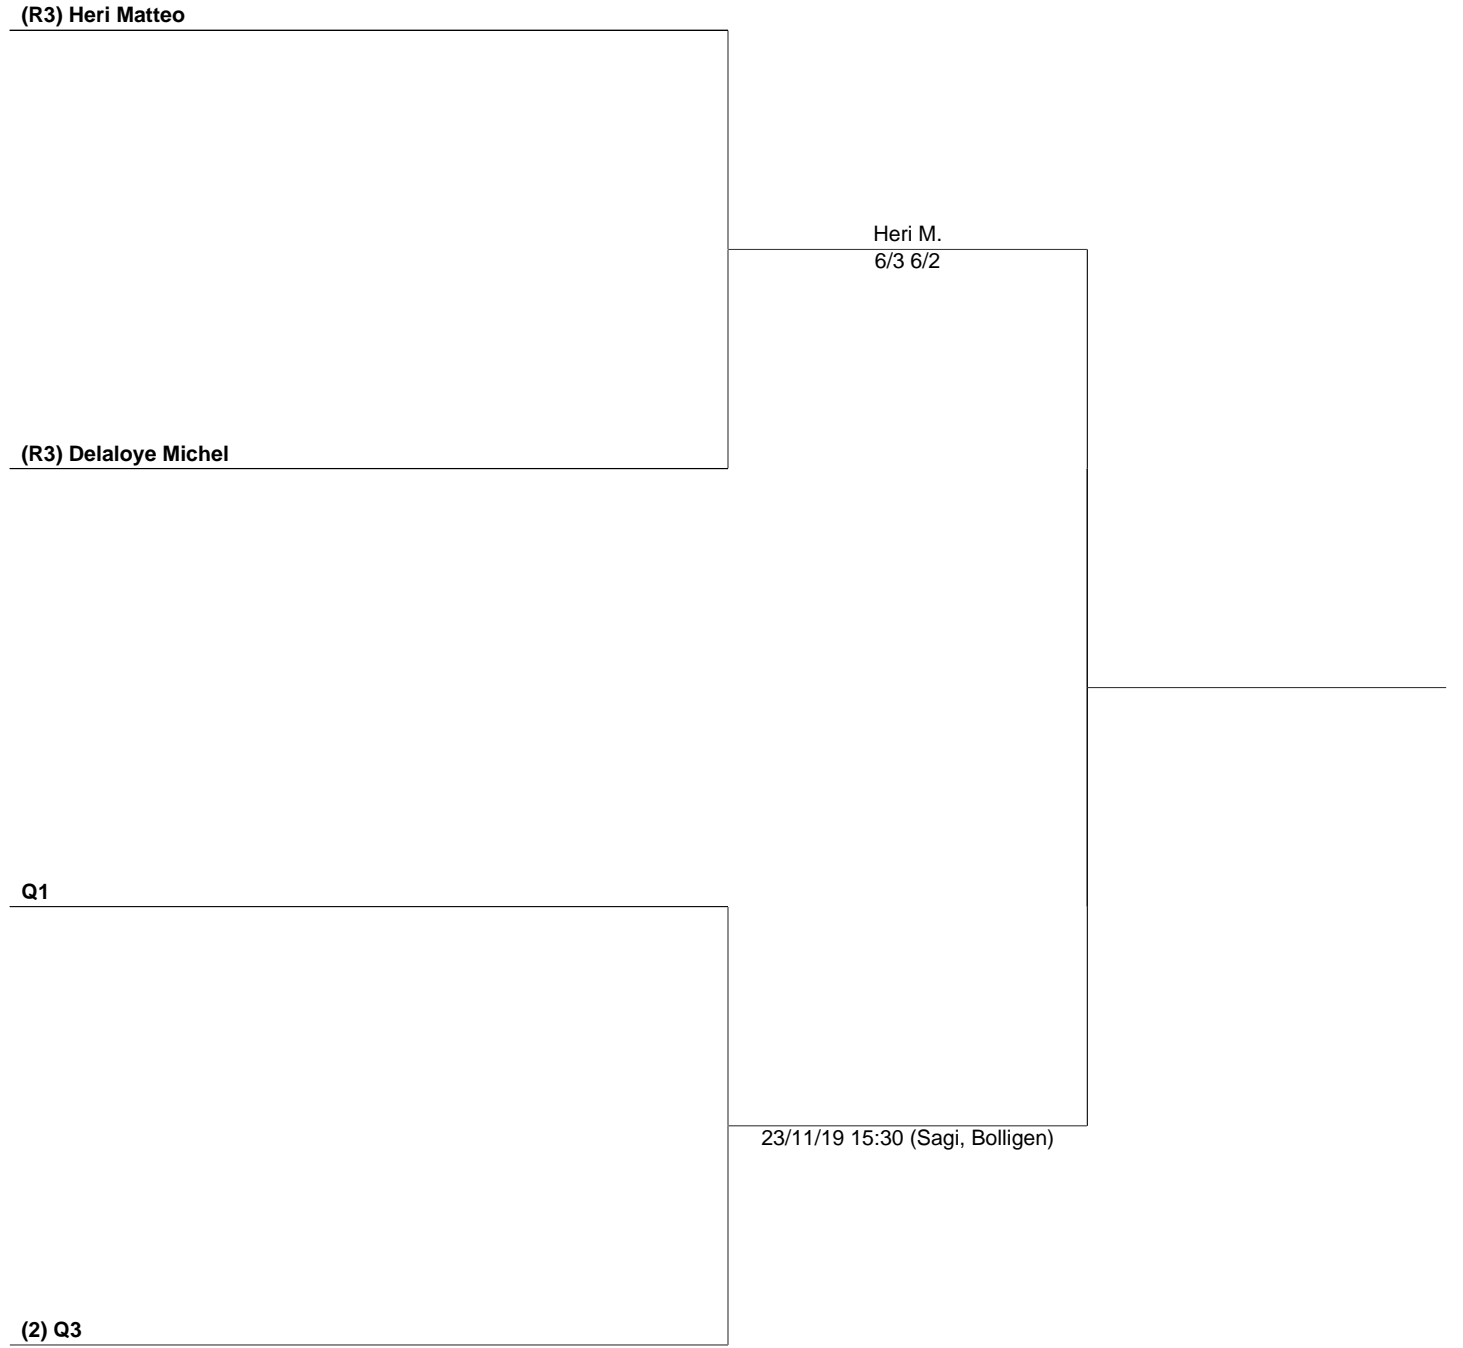 (R3) Heri Matteo
Heri M.
6/3 6/2
(R3) Delaloye Michel
Q1
23/11/19 15:30 (Sagi, Bolligen)
(2) Q3